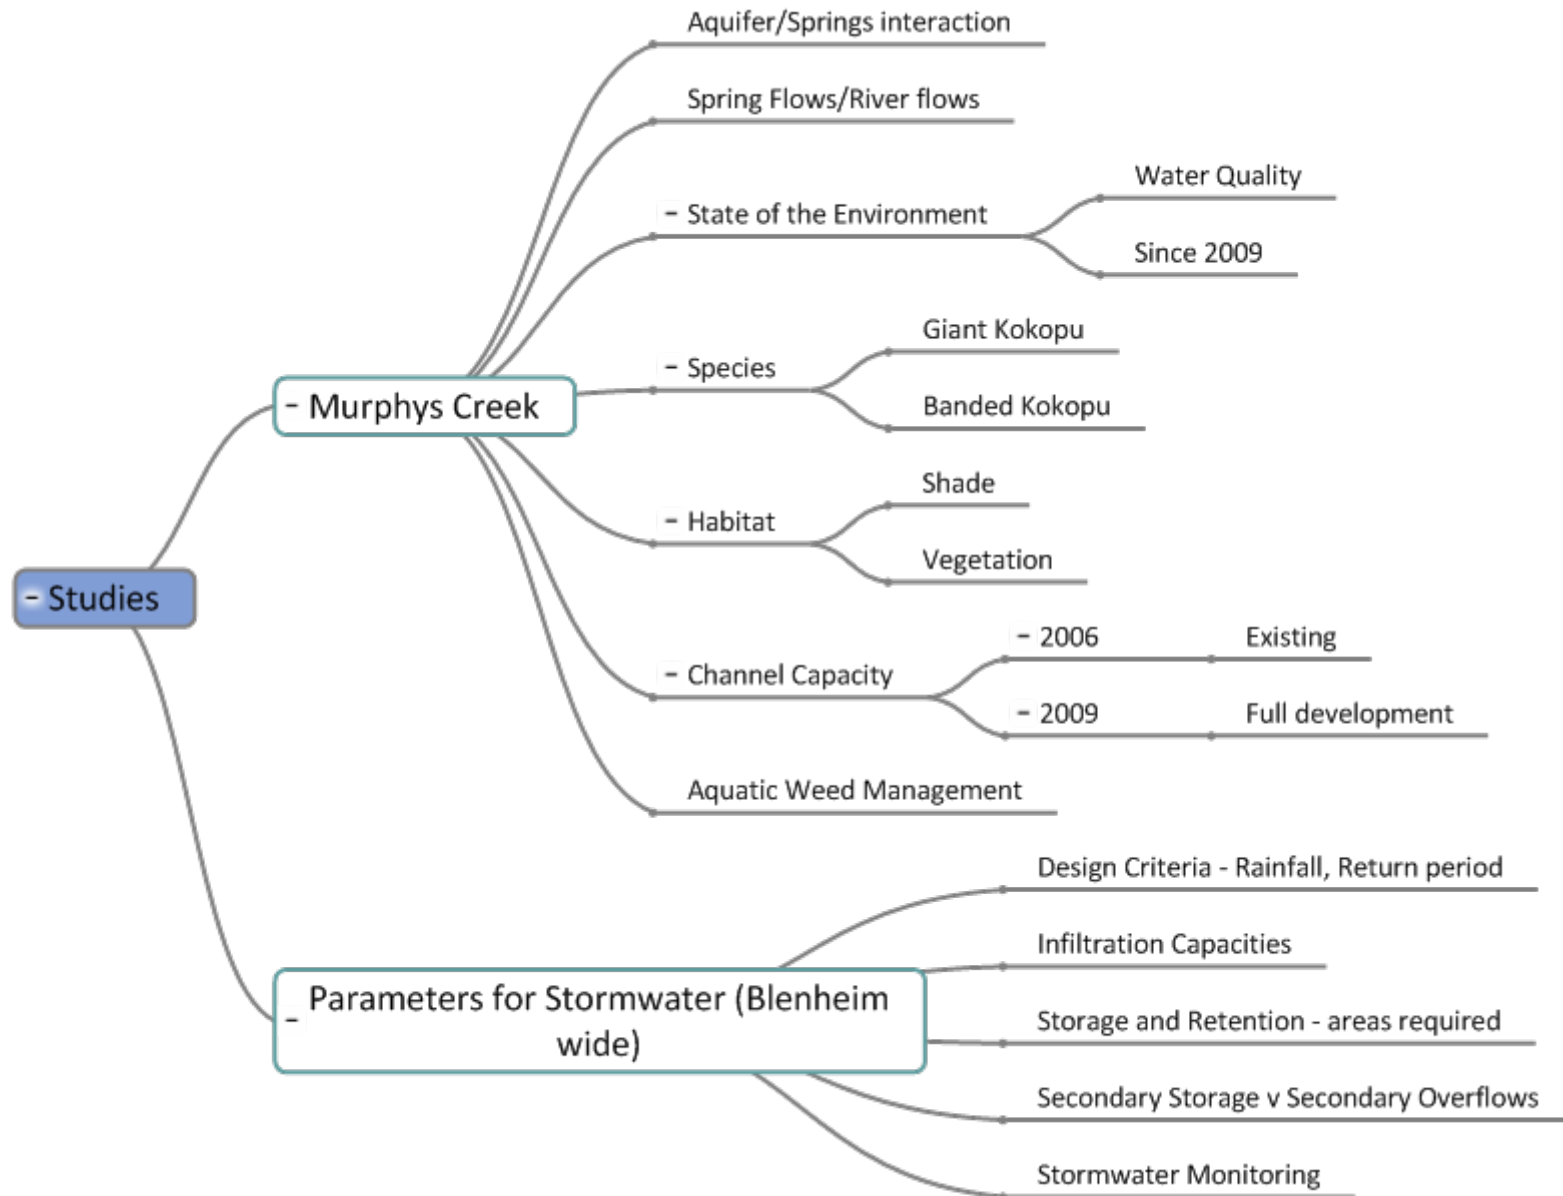 Aquifer/Springs interaction
Spring Flows/River flows
Water Quality
- State of the Environment
Since 2009
Giant Kokopu
- Species
Banded Kokopu
- Murphys Creek
Shade
- Habitat
Vegetation
- Studies
- 2006 Existing
- Channel Capacity
- 2009 Full development
Aquatic Weed Management
Design Criteria - Rainfall, Return period
Infiltration Capacities
- Parameters for Stormwater (Blenheim
wide)
Storage and Retention - areas required
Secondary Storage v Secondary Overflows
Stormwater Monitoring